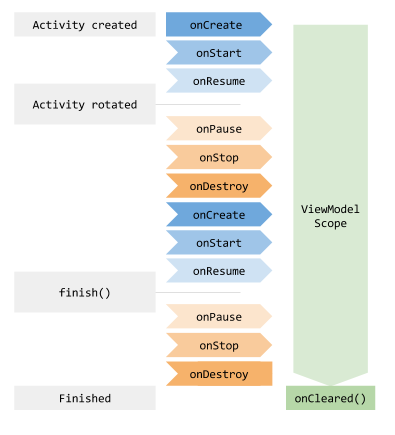 Activity created
onCreate
onStart
onResume
Activity rotated
onPause
onStop
onDestroy
onCreate
onStart
onResume
finish()
onPause
onStop
onDestroy
Finished
ViewModel
Scope
onCleared()